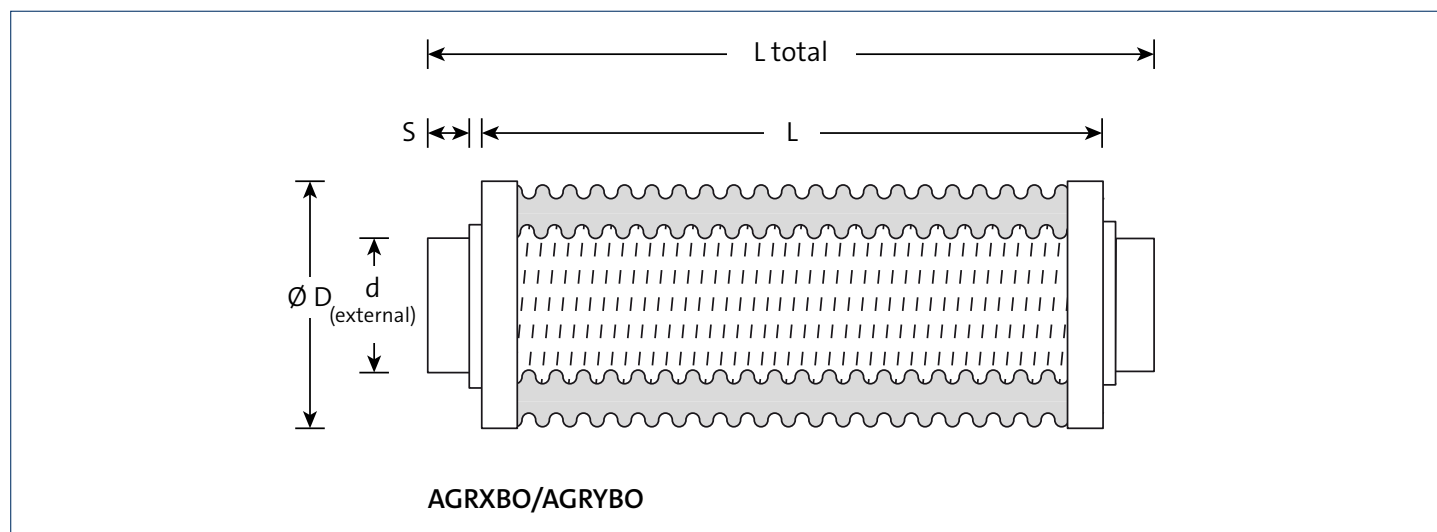 L total
S
L
Ø D
d
(external)
AGRXBO/AGRYBO